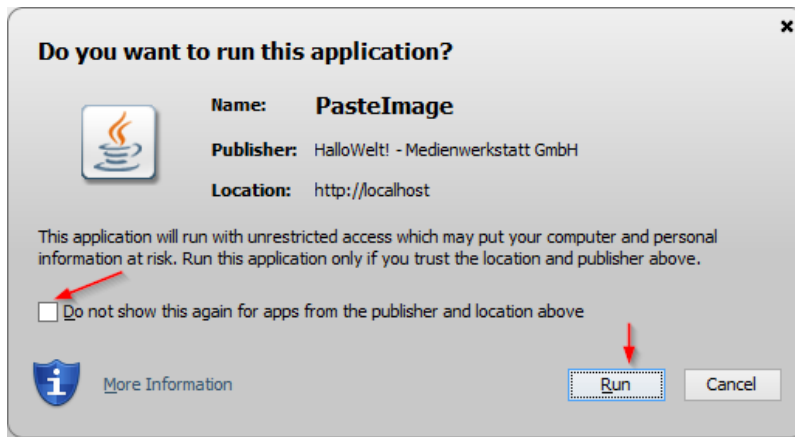 Do you want to run this application?
Name: PasteImage
Publisher: HalloWelt! - Medienwerkstatt GmbH
Location: http://localhost
This application will run with unrestricted access which may put your computer and personal
information at risk. Run this application only if you trust the location and publisher above.
Do not show this again for apps from the publisher and location above
More Information
Run
Cancel